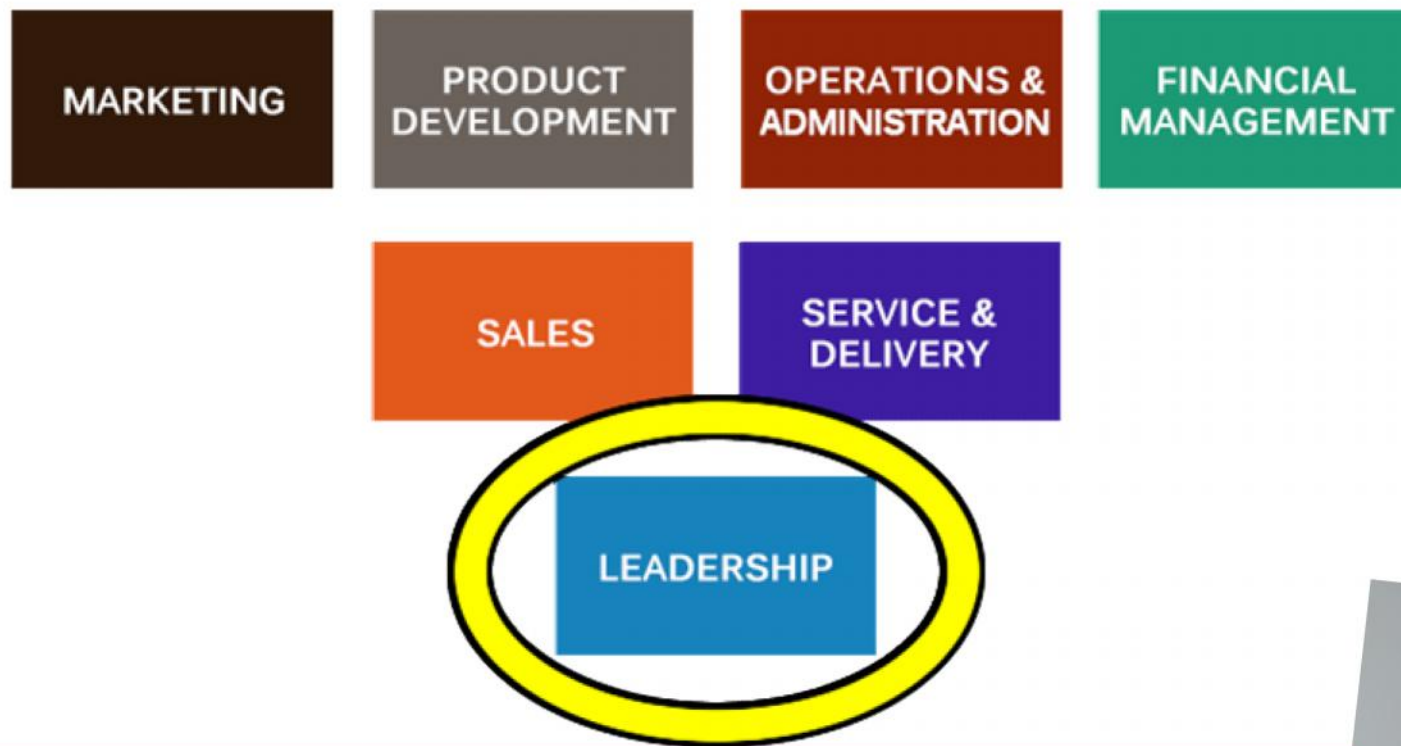 MARKETING
PRODUCT
DEVELOPMENT
OPERATIONS &
ADMINISTRATION
FINANCIAL
MANAGEMENT
SALES
SERVICE &
DELIVERY
LEADERSHIP